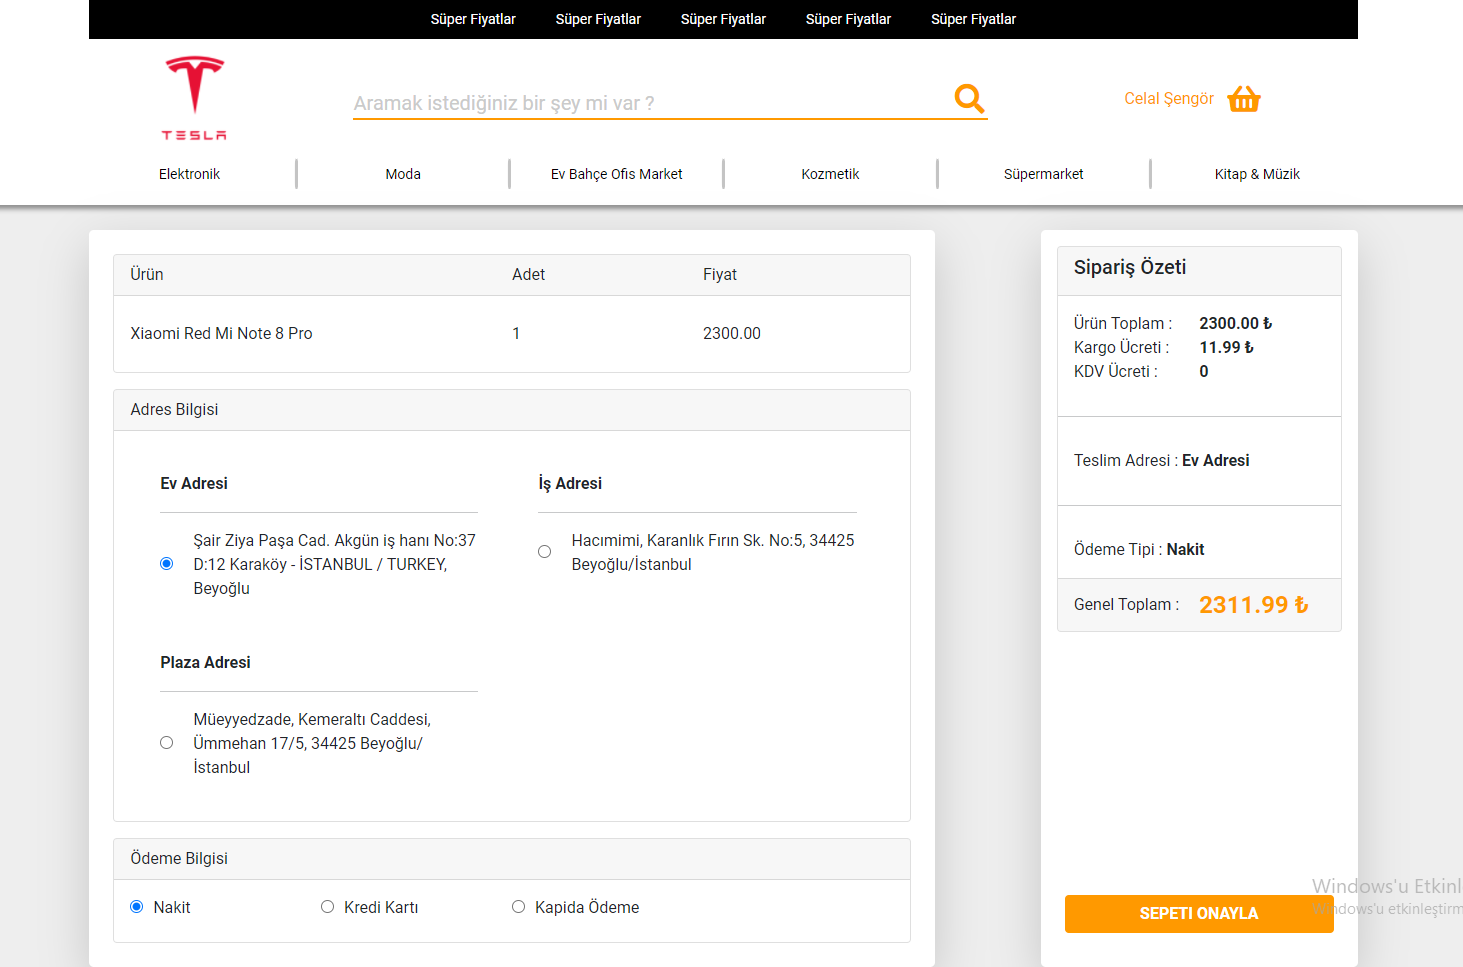 Süper Fiyatlar Süper Fiyatlar Süper Fiyatlar Süper Fiyatlar Süper Fiyatlar
TESLA
Aramak istediğiniz bir şey mi var ?
Celal Şengör
Elektronik Moda Ev Bahçe Ofis Market Kozmetik Süpermarket Kitap & Müzik
Ürün Adet Fiyat
Xiaomi Red Mi Note 8 Pro 1 2300.00
Adres Bilgisi
Ev Adresi
Şair Ziya Paşa Cad. Akgün iş hanı No:37
D:12 Karaköy - İSTANBUL / TURKEY,
Beyoğlu
İş Adresi
Hacımimi, Karanlık Fırın Sk. No:5, 34425
Beyoğlu/İstanbul
Plaza Adresi
Müeyyedzade, Kemeraltı Caddesi,
Ümmehan 17/5, 34425 Beyoğlu/
İstanbul
Ödeme Bilgisi
Nakit Kredi Kartı Kapida Ödeme
Sipariş Özeti
Ürün Toplam : 2300.00 ₺
Kargo Ücreti : 11.99 ₺
KDV Ücreti : 0
Teslim Adresi : Ev Adresi
Ödeme Tipi : Nakit
Genel Toplam : 2311.99 ₺
SEPETI ONAYLA
Windows'u Etkinl
Windows'u etkinleştirm